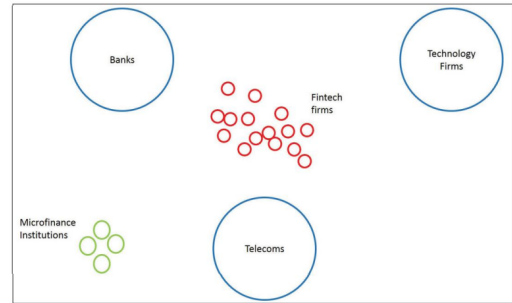 Banks
Technology
Firms
Fintech
firms
Microfinance
Institutions
Telecoms